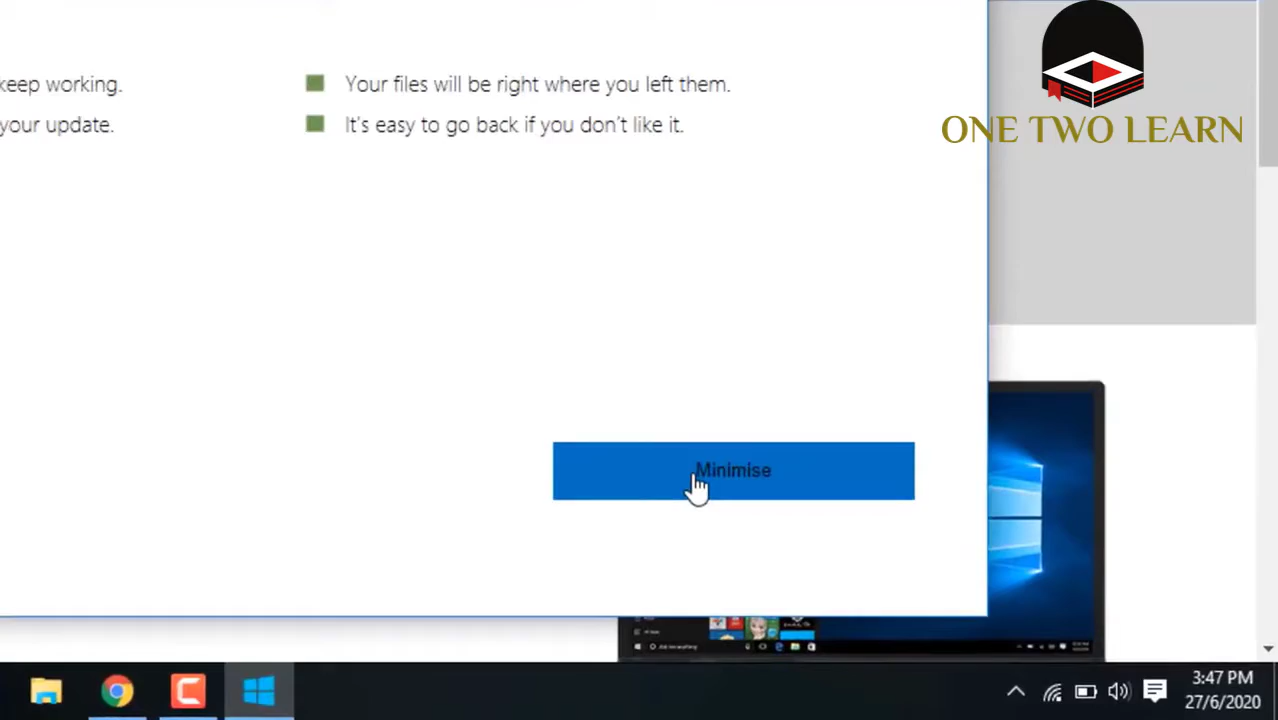 keep working.
Your files will be right where you left them.
your update.
It's easy to go back if you don't like it.
ONE TWO LEARN
Minimise
3:47 PM
27/6/2020